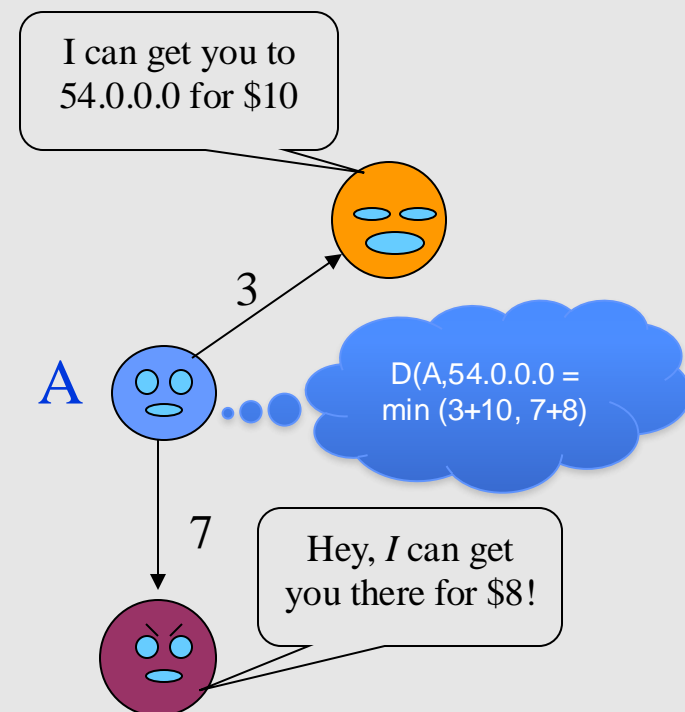 I can get you to
54.0.0.0 for $10
3
A
D(A,54.0.0.0 =
min (3+10, 7+8)
7
Hey, I can get
you there for $8!